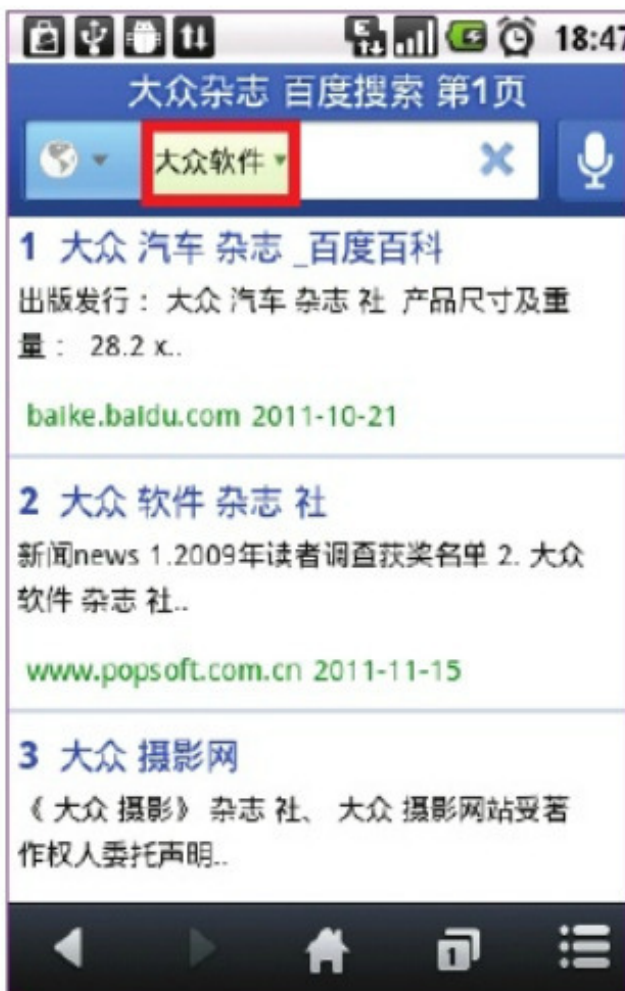 18:47
大众杂志 百度搜索 第1页
大众软件
1 大众 汽车 杂志 _百度百科
出版发行： 大众 汽车 杂志 社 产品尺寸及重
量： 28.2 x..
baike.baidu.com 2011-10-21
2 大众 软件 杂志 社
新闻news 1.2009年读者调查获奖名单 2. 大众
软件 杂志 社..
www.popsoft.com.cn 2011-11-15
3 大众 摄影网
《 大众 摄影》 杂志 社、 大众 摄影网站受著
作权人委托声明..
1